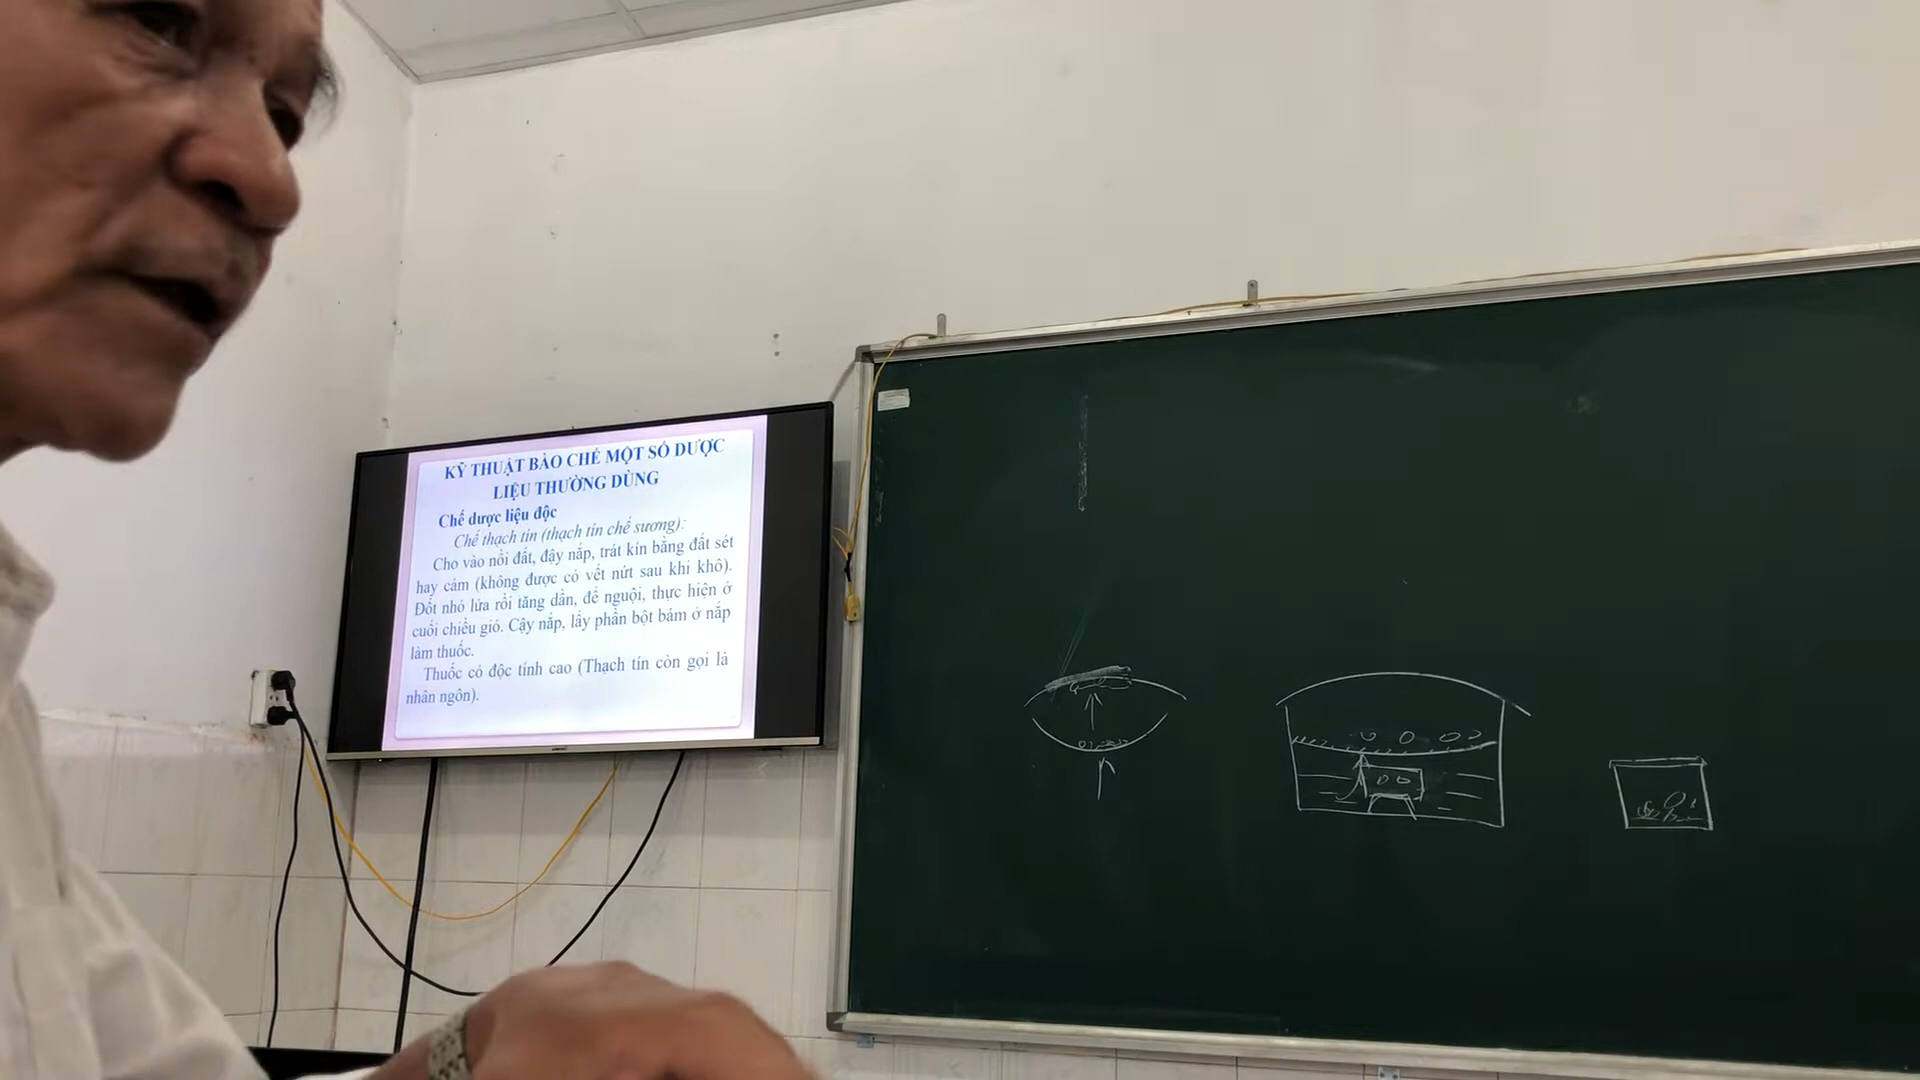 KỸ THUẬT BÀO CHẾ MỘT SỐ DƯỢC
LIỆU THƯỜNG DÙNG
Chế dược liệu độc
Chế thạch tín (thạch tín chế sương):
Cho vào nồi đất, đậy nắp, trát kín bằng đất sét
hay cám (không được có vết nứt sau khi khô).
Đốt nhỏ lửa rồi tăng dần, để nguội, thực hiện ở
cuối chiều gió. Cậy nắp, lấy phần bột bám ở nắp
làm thuốc.
Thuốc có độc tính cao (Thạch tín còn gọi là
nhân ngôn).